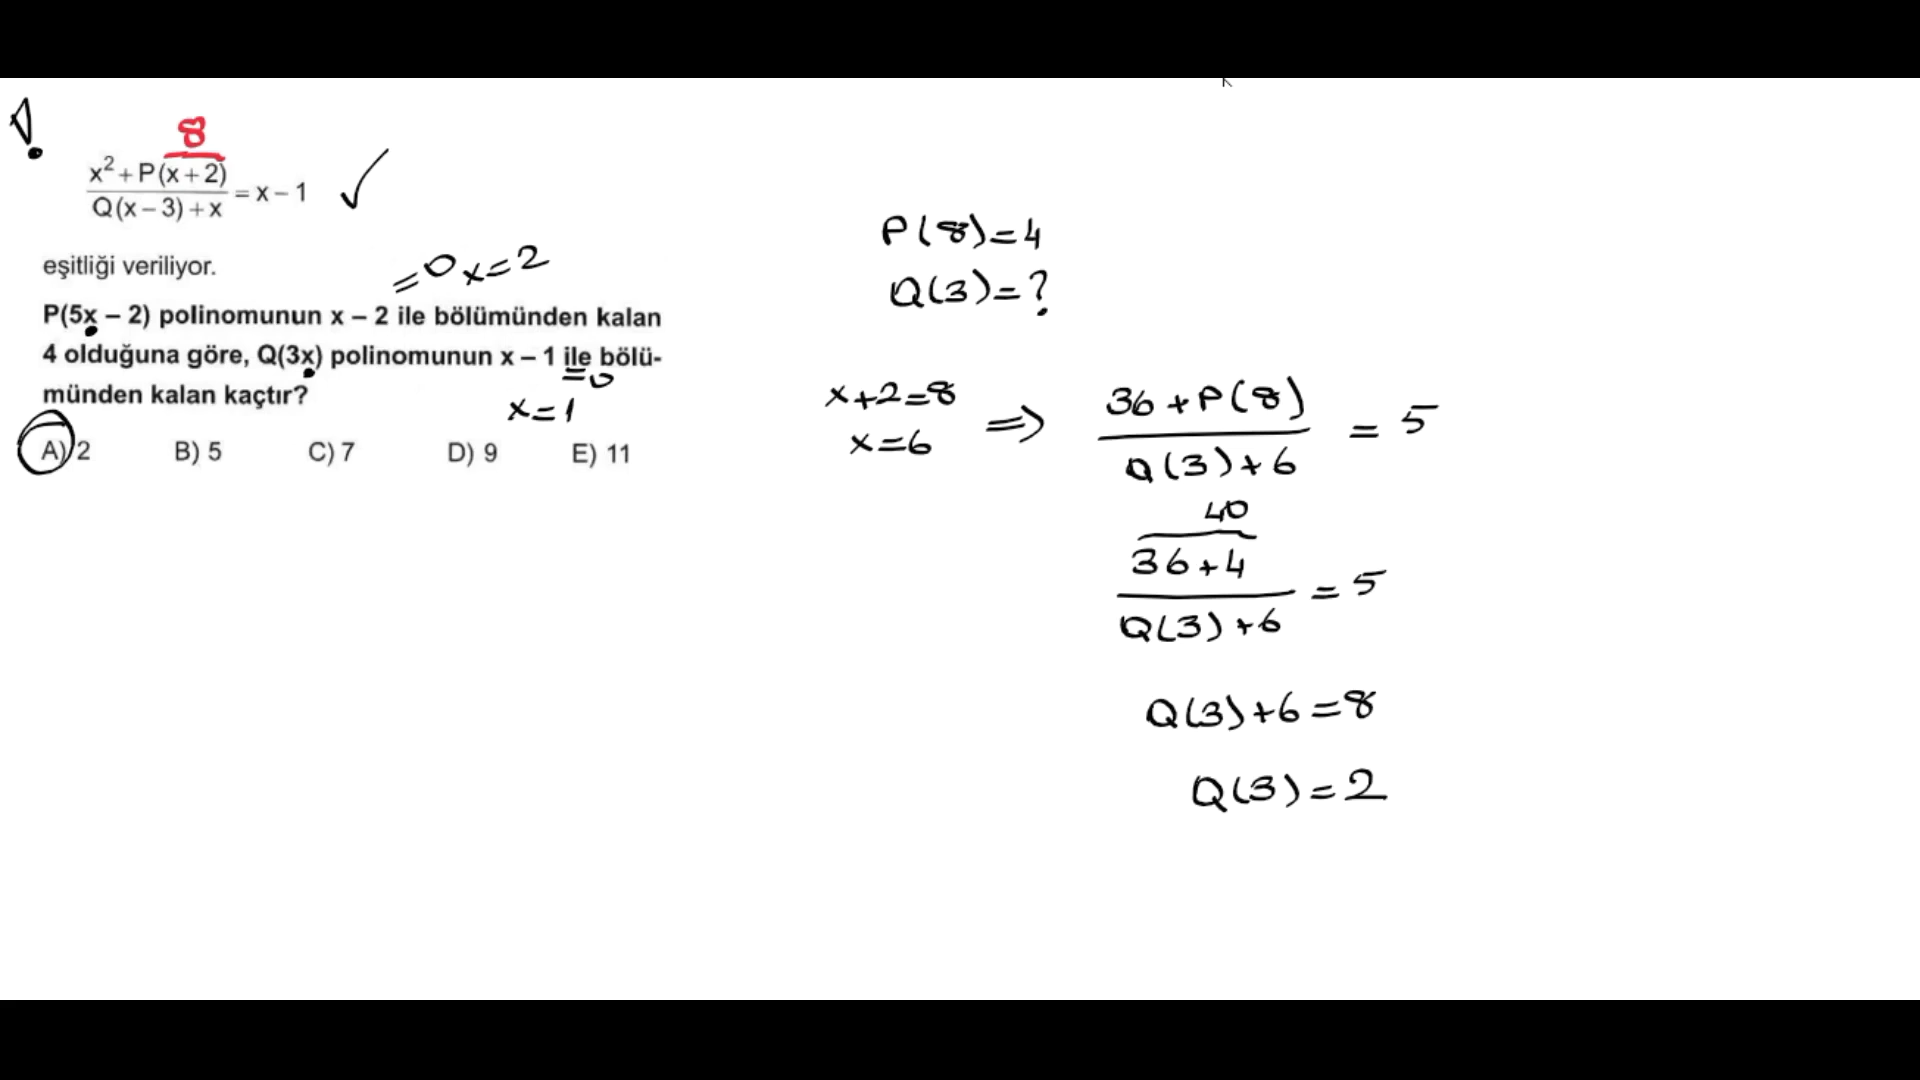 !
8
x² + P(x + 2)
Q(x – 3) + x
= x – 1
eşitliği veriliyor.
= 0 x = 2
P(5x – 2) polinomunun x – 2 ile bölümünden kalan
4 olduğuna göre, Q(3x) polinomunun x – 1 ile bölü-
münden kalan kaçtır?
= 0
x = 1
A) 2 B) 5 C) 7 D) 9 E) 11
P(8) = 4
Q(3) = ?
x + 2 = 8
x = 6
⇒
36 + P(8)
Q(3) + 6
= 5
40
36 + 4
Q(3) + 6
= 5
Q(3) + 6 = 8
Q(3) = 2